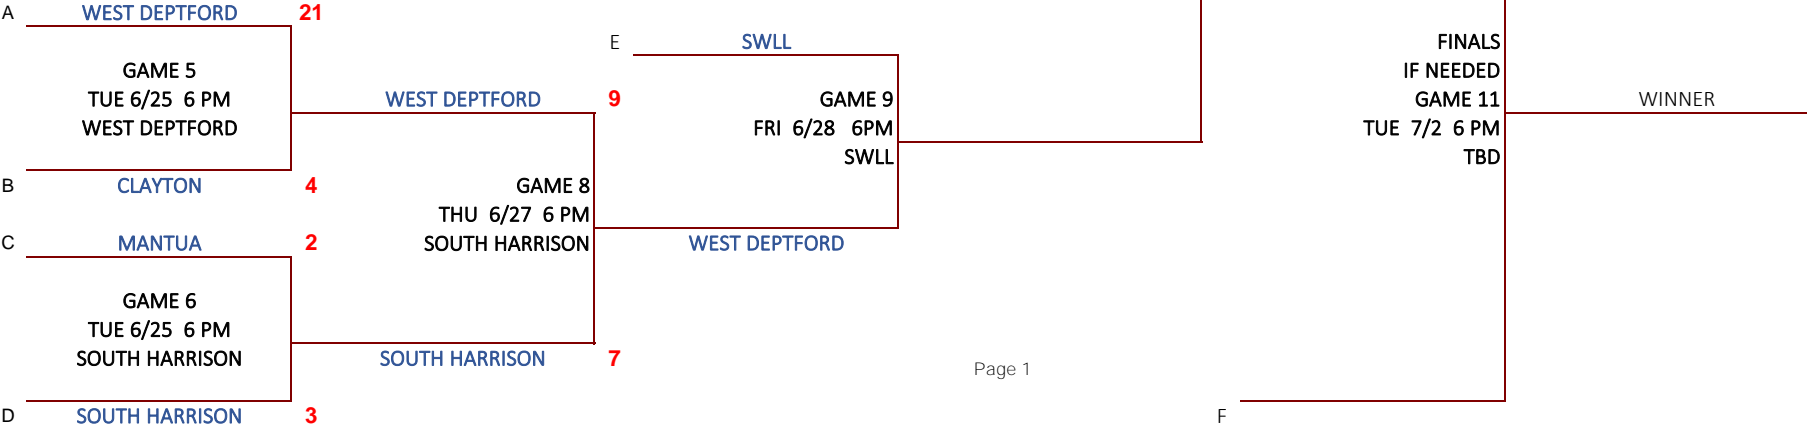 A WEST DEPTFORD 21
GAME 5
TUE 6/25 6 PM
WEST DEPTFORD
B CLAYTON 4
C MANTUA 2
GAME 6
TUE 6/25 6 PM
SOUTH HARRISON
D SOUTH HARRISON 3
WEST DEPTFORD 9
GAME 8
THU 6/27 6 PM
SOUTH HARRISON
SOUTH HARRISON 7
E SWLL
GAME 9
FRI 6/28 6PM
SWLL
WEST DEPTFORD
FINALS
IF NEEDED
GAME 11
TUE 7/2 6 PM
TBD
WINNER
F
Page 1